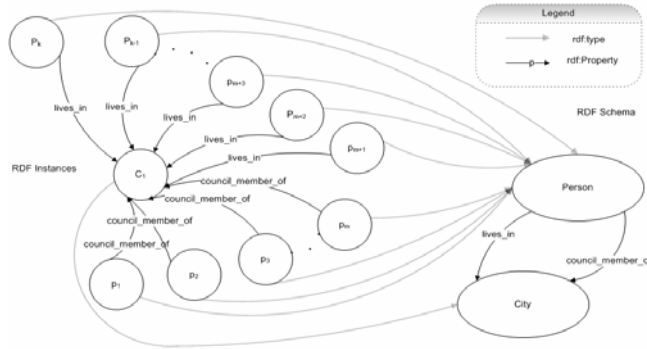 Legend
rdf:type
p
rdf:Property
RDF Schema
RDF Instances
Pk
Pk-1
pm+3
Pm+2
pm+1
lives_in
lives_in
lives_in
lives_in
lives_in
C1
council_member_of
council_member_of
council_member_of
council_member_of
pm
p3
p2
p1
Person
lives_in
council_member_o
City